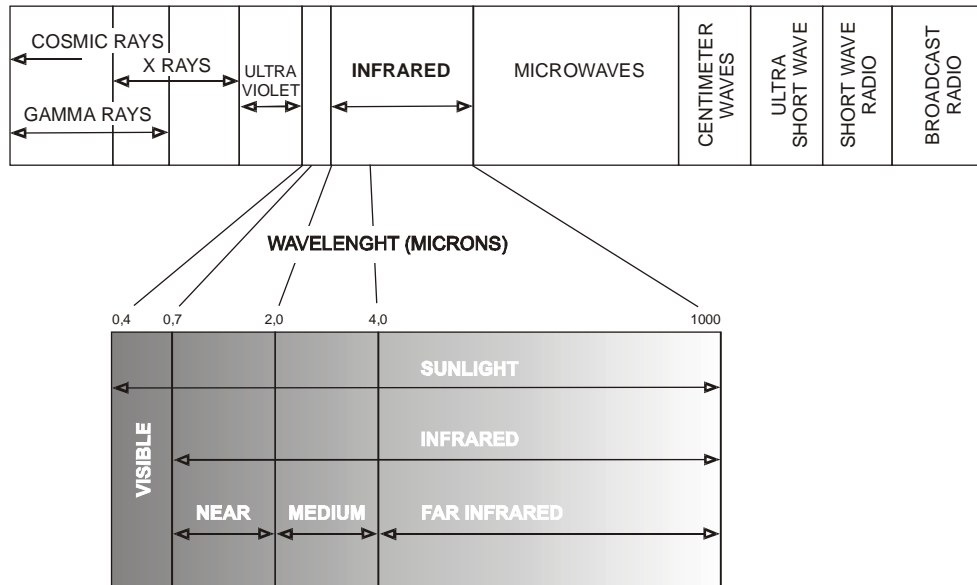 COSMIC RAYS
X RAYS
GAMMA RAYS
ULTRA
VIOLET
INFRARED
MICROWAVES
CENTIMETER
WAVES
ULTRA
SHORT WAVE
SHORT WAVE
RADIO
BROADCAST
RADIO
WAVELENGHT (MICRONS)
0,4
0,7
2,0
4,0
1000
SUNLIGHT
VISIBLE
INFRARED
NEAR
MEDIUM
FAR INFRARED